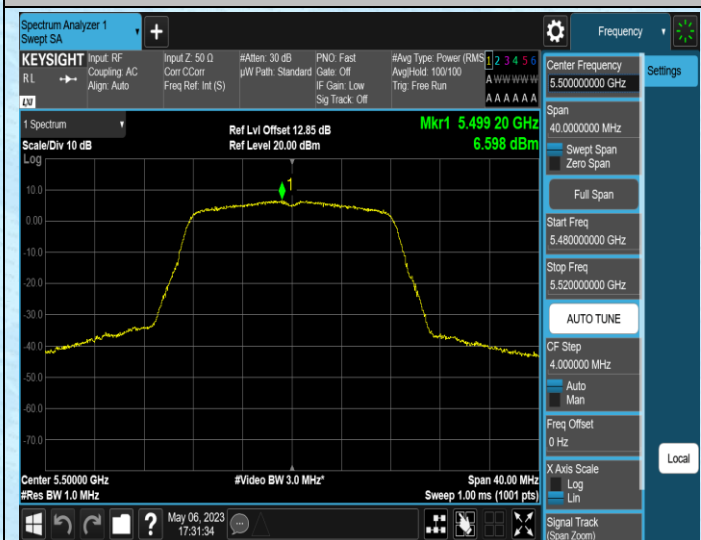 Spectrum Analyzer 1
Swept SA
Frequency
KEYSIGHT
RL
LXI
Input: RF
Coupling: AC
Align: Auto
Input Z: 50 Ω
Corr CCorr
Freq Ref: Int (S)
#Atten: 30 dB
µW Path: Standard
PNO: Fast
Gate: Off
IF Gain: Low
Sig Track: Off
#Avg Type: Power (RMS
Avg|Hold: 100/100
Trig: Free Run
1 2 3 4 5 6
A W W W W W
A A A A A A
1 Spectrum
Scale/Div 10 dB
Log
Ref Lvl Offset 12.85 dB
Ref Level 20.00 dBm
Mkr1 5.499 20 GHz
6.598 dBm
1
10.0
0.00
-10.0
-20.0
-30.0
-40.0
-50.0
-60.0
-70.0
Center 5.50000 GHz
#Res BW 1.0 MHz
#Video BW 3.0 MHz*
Span 40.00 MHz
Sweep 1.00 ms (1001 pts)
?
May 06, 2023
17:31:34
Center Frequency
5.500000000 GHz
Span
40.0000000 MHz
Swept Span
Zero Span
Full Span
Start Freq
5.480000000 GHz
Stop Freq
5.520000000 GHz
AUTO TUNE
CF Step
4.000000 MHz
Auto
Man
Freq Offset
0 Hz
X Axis Scale
Log
Lin
Signal Track
(Span Zoom)
Settings
Local